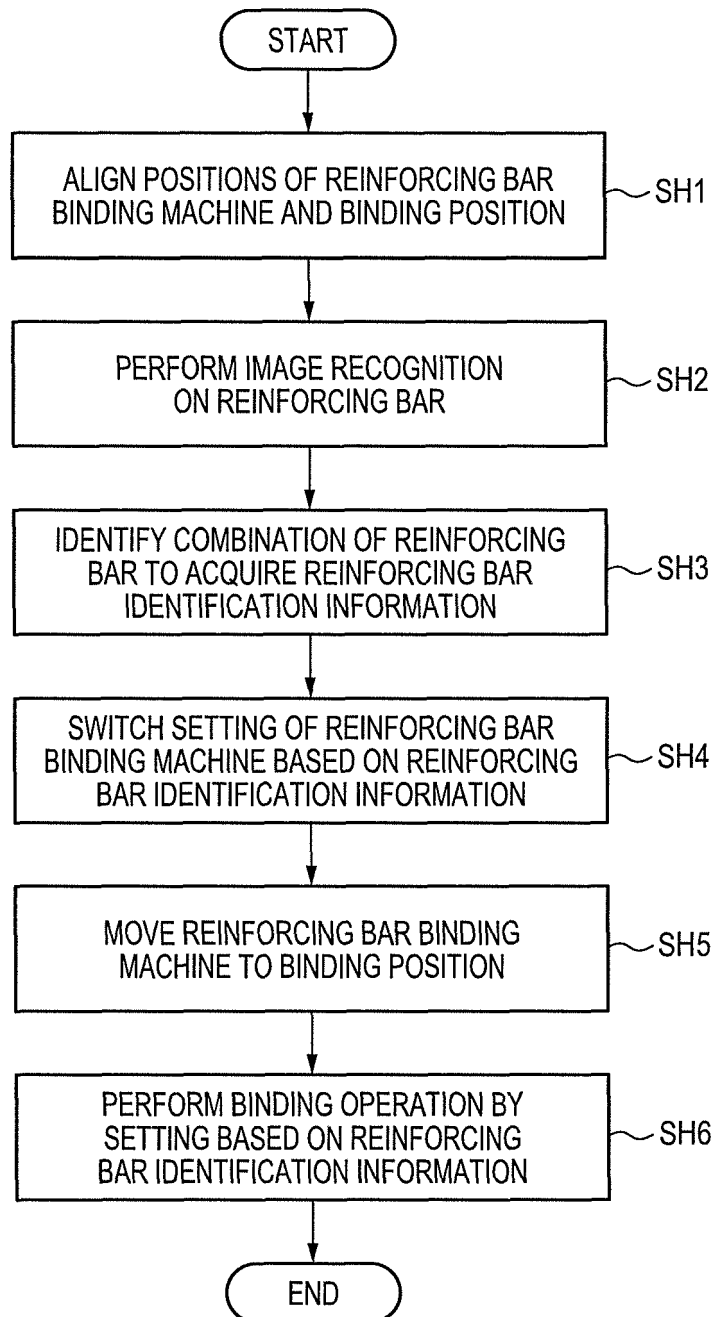 START
ALIGN POSITIONS OF REINFORCING BAR
BINDING MACHINE AND BINDING POSITION
SH1
PERFORM IMAGE RECOGNITION
ON REINFORCING BAR
SH2
IDENTIFY COMBINATION OF REINFORCING
BAR TO ACQUIRE REINFORCING BAR
IDENTIFICATION INFORMATION
SH3
SWITCH SETTING OF REINFORCING BAR
BINDING MACHINE BASED ON REINFORCING
BAR IDENTIFICATION INFORMATION
SH4
MOVE REINFORCING BAR BINDING
MACHINE TO BINDING POSITION
SH5
PERFORM BINDING OPERATION BY
SETTING BASED ON REINFORCING
BAR IDENTIFICATION INFORMATION
SH6
END